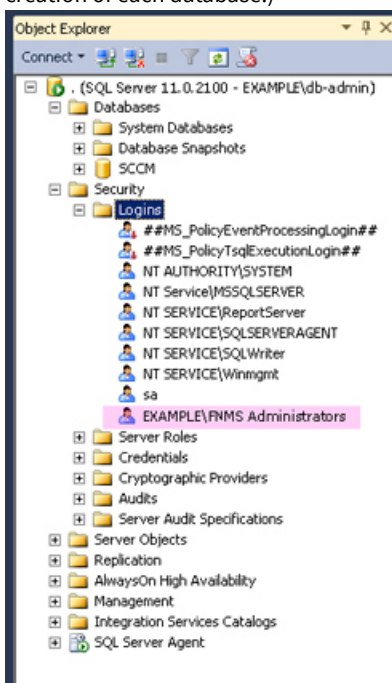 creation of each database.)
Object Explorer
Connect
. (SQL Server 11.0.2100 - EXAMPLE\db-admin)
Databases
System Databases
Database Snapshots
SCCM
Security
Logins
##MS_PolicyEventProcessingLogin##
##MS_PolicyTsqlExecutionLogin##
NT AUTHORITY\SYSTEM
NT Service\MSSQLSERVER
NT SERVICE\ReportServer
NT SERVICE\SQLSERVERAGENT
NT SERVICE\SQLWriter
NT SERVICE\Winmgmt
sa
EXAMPLE\FNMS Administrators
Server Roles
Credentials
Cryptographic Providers
Audits
Server Audit Specifications
Server Objects
Replication
AlwaysOn High Availability
Management
Integration Services Catalogs
SQL Server Agent